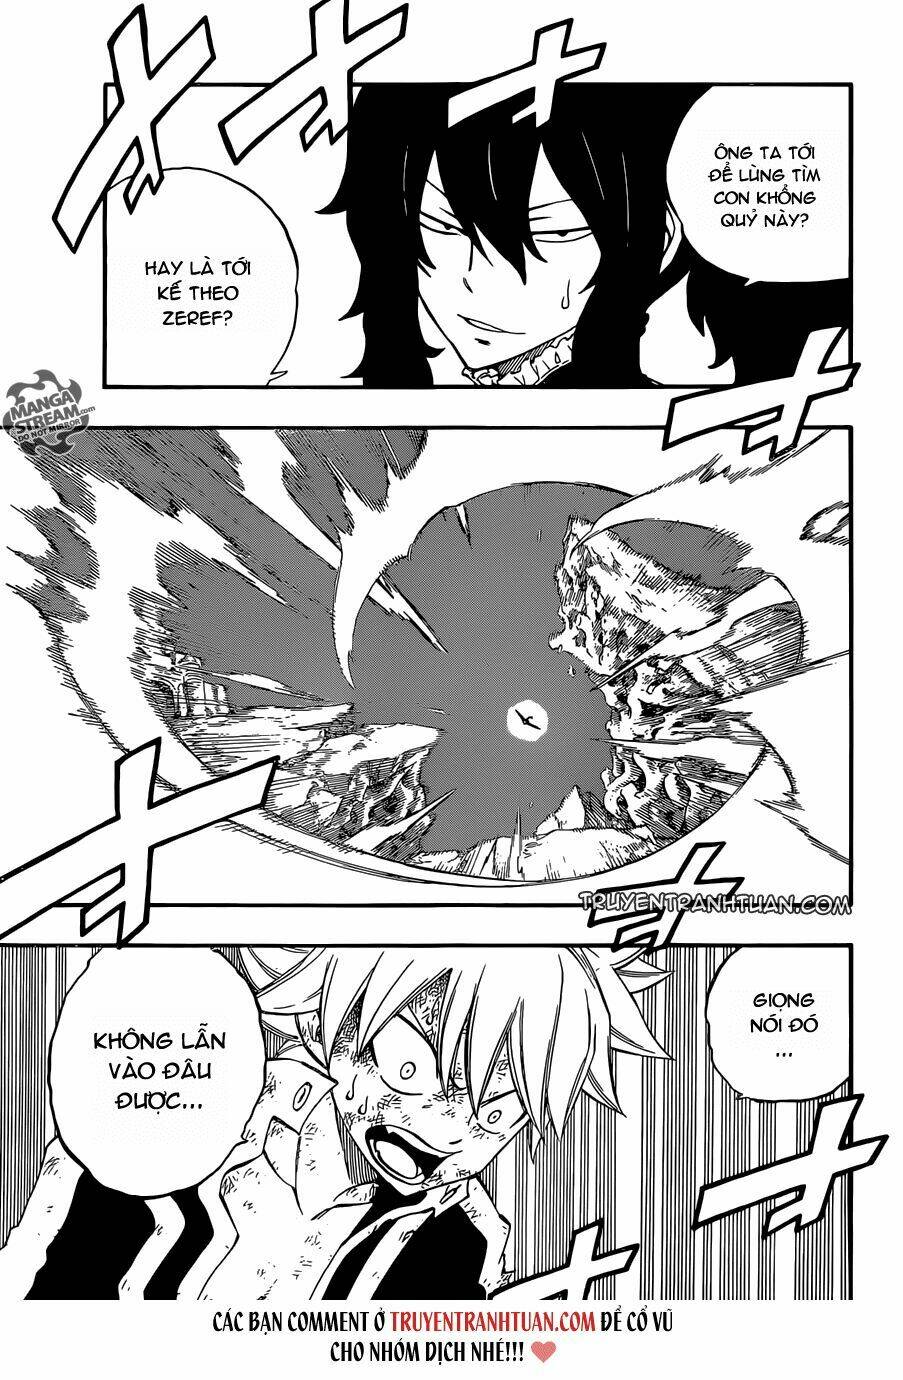 ÔNG TA TỚI
ĐỂ LÙNG TÌM
CON KHỔNG
QUỶ NÀY?
HAY LÀ TỚI
KẾ THEO
ZEREF?
MANGA
STREAM.com
DO NOT MIRROR
TRUYENTRANHTUAN.COM
GIỌNG
NÓI ĐÓ
...
KHÔNG LẪN
VÀO ĐÂU
ĐƯỢC...
CÁC BẠN COMMENT Ở TRUYENTRANHTUAN.COM ĐỂ CỔ VŨ
CHO NHÓM DỊCH NHÉ!!! ❤